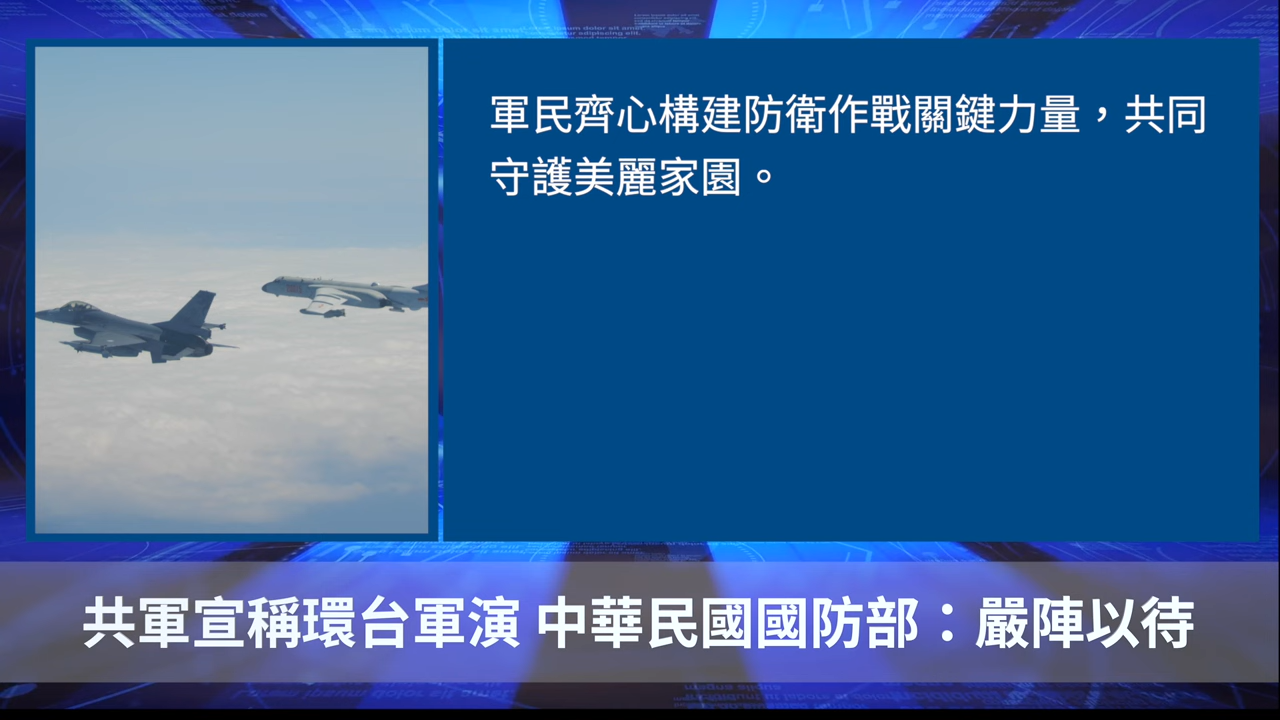 軍民齊心構建防衛作戰關鍵力量，共同
守護美麗家園。
共軍宣稱環台軍演 中華民國國防部：嚴陣以待